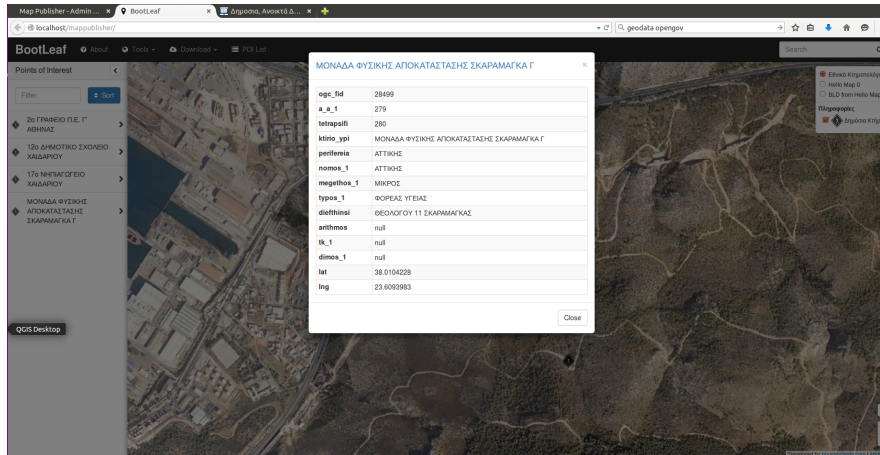 Map Publisher - Admin ...
BootLeaf
Δημοσια, Ανοικτά Δ...
localhost/mappublisher/
geodata opengov
BootLeaf
About
Tools
Download
POI List
Search
Points of Interest
Filter
Sort
2ο ΓΡΑΦΕΙΟ Π.Ε. Γ'
ΑΘΗΝΑΣ
12ο ΔΗΜΟΤΙΚΟ ΣΧΟΛΕΙΟ
ΧΑΙΔΑΡΙΟΥ
17ο ΝΗΠΙΑΓΩΓΕΙΟ
ΧΑΙΔΑΡΙΟΥ
ΜΟΝΑΔΑ ΦΥΣΙΚΗΣ
ΑΠΟΚΑΤΑΣΤΑΣΗΣ
ΣΚΑΡΑΜΑΓΚΑ Γ
QGIS Desktop
ΜΟΝΑΔΑ ΦΥΣΙΚΗΣ ΑΠΟΚΑΤΑΣΤΑΣΗΣ ΣΚΑΡΑΜΑΓΚΑ Γ
ogc_fid 28499
a_a_1 279
tetrapsifi 280
ktirio_ypi ΜΟΝΑΔΑ ΦΥΣΙΚΗΣ ΑΠΟΚΑΤΑΣΤΑΣΗΣ ΣΚΑΡΑΜΑΓΚΑ Γ
perifereia ΑΤΤΙΚΗΣ
nomos_1 ΑΤΤΙΚΗΣ
megethos_1 ΜΙΚΡΟΣ
typos_1 ΦΟΡΕΑΣ ΥΓΕΙΑΣ
diefthinsi ΘΕΟΛΟΓΟΥ 11 ΣΚΑΡΑΜΑΓΚΑΣ
arithmos null
tk_1 null
dimos_1 null
lat 38.0104228
lng 23.6093983
Close
Εθνικό Κτηματολόγι
Hello Map 0
BLD from Hello Map
Πληροφορίες
Δημόσια Κτήρ